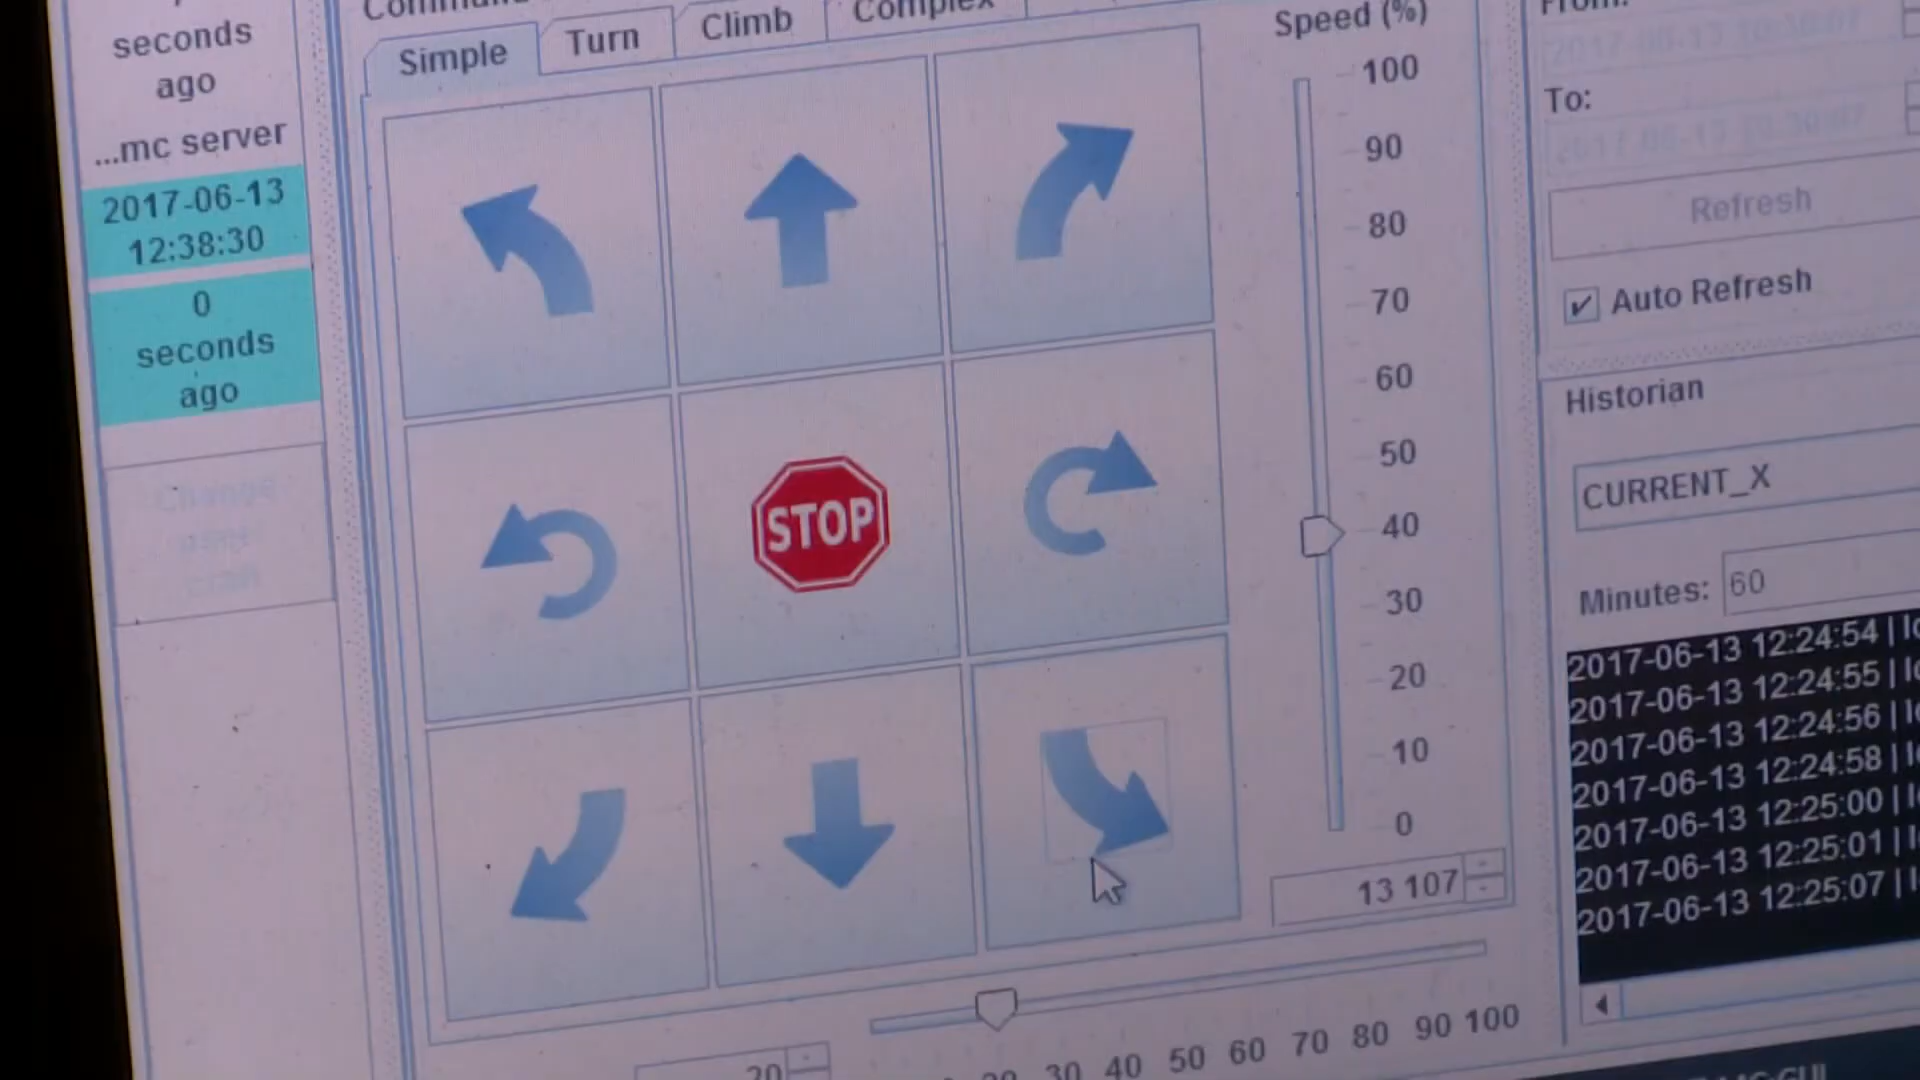 seconds
ago
...mc server
2017-06-13
12:38:30
0
seconds
ago
Change
Simple
Turn
Climb
Complex
STOP
Speed (%)
100
90
80
70
60
50
40
30
20
10
0
13 107
20
30 40 50 60 70 80 90 100
From:
To:
Refresh
Auto Refresh
Historian
CURRENT_X
Minutes: 60
2017-06-13 12:24:54 |
2017-06-13 12:24:55 |
2017-06-13 12:24:56 |
2017-06-13 12:24:58 |
2017-06-13 12:25:00 |
2017-06-13 12:25:01 |
2017-06-13 12:25:07 |